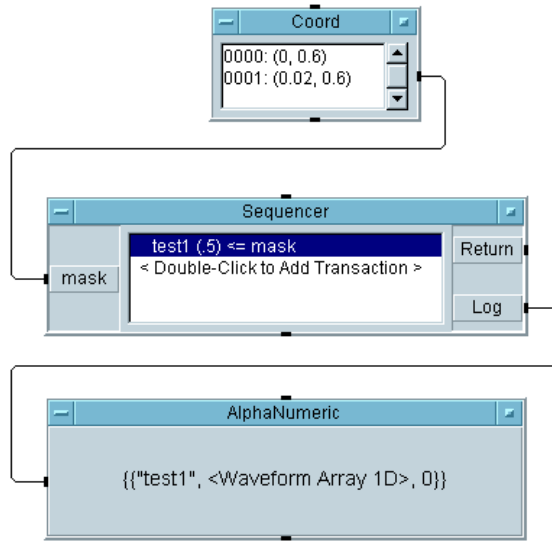 Coord
0000: (0, 0.6)
0001: (0.02, 0.6)
Sequencer
mask
test1 (.5) <= mask
< Double-Click to Add Transaction >
Return
Log
AlphaNumeric
{{"test1", <Waveform Array 1D>, 0}}